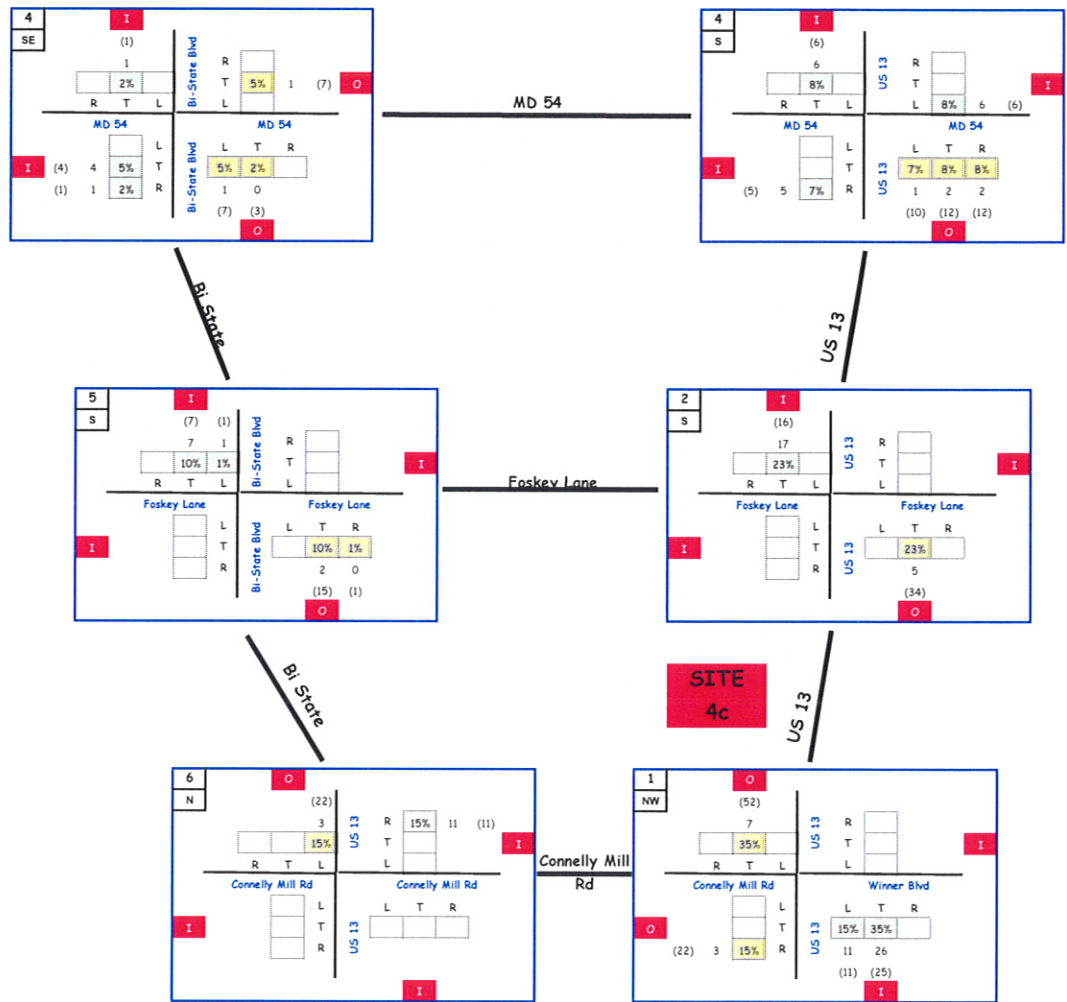 4 I
SE (1)
1
2%
R T L
Bi-State Blvd
R
T 5% 1 (7) O
L
MD 54 MD 54
L
I (4) 4 5% T
(1) 1 2% R
Bi-State Blvd
L T R
5% 2%
1 0
(7) (3)
O
MD 54
4 I
S (6)
6
8%
R T L
US 13
R
T I
L 8% 6 (6)
MD 54 US 13
L
I T
(5) 5 7% R
US 13
L T R
7% 8% 8%
1 2 2
(10) (12) (12)
O
Bi State
US 13
5 I
S (7) (1)
7 1
10% 1%
R T L
Bi-State Blvd
R
T I
L
Foskey Lane Foskey Lane
L
I T
R
Bi-State Blvd
L T R
10% 1%
2 0
(15) (1)
O
Foskey Lane
2 I
S (16)
17
23%
R T L
US 13
R
T I
L
Foskey Lane Foskey Lane
L
I T
R
US 13
L T R
23%
5
(34)
O
Bi State
SITE
4c
US 13
6 O
N (22)
3
15%
R T L
US 13
R 15% 11 (11)
T I
L
Connelly Mill Rd Connelly Mill Rd
L
I T
R
US 13
L T R
I
Connelly Mill
Rd
1 O
NW (52)
7
35%
R T L
US 13
R
T I
L
Connelly Mill Rd Winner Blvd
L
O T
(22) 3 15% R
US 13
L T R
15% 35%
11 26
(11) (25)
I